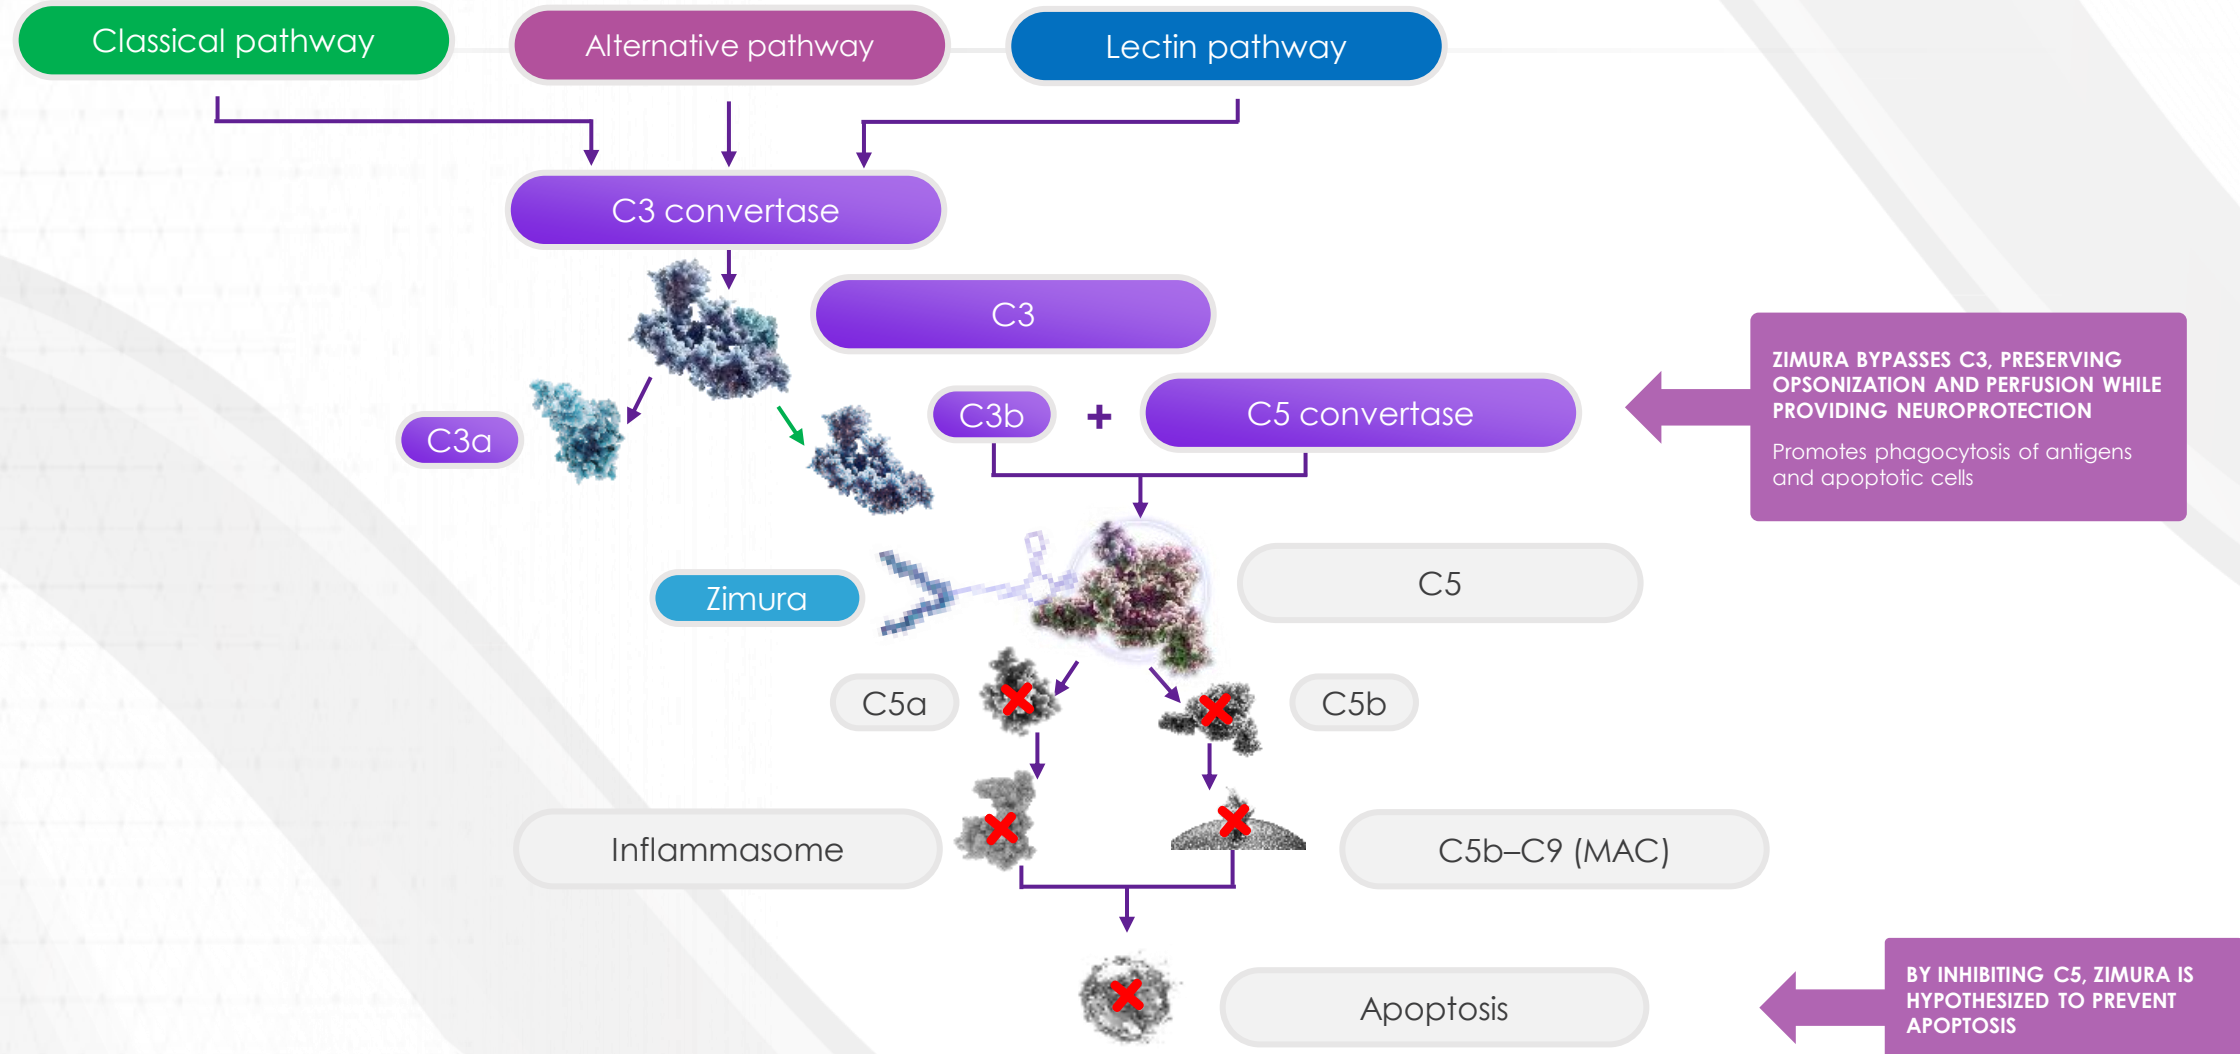 Classical pathway
Alternative pathway
Lectin pathway
C3 convertase
C3
ZIMURA BYPASSES C3, PRESERVING
OPSONIZATION AND PERFUSION WHILE
PROVIDING NEUROPROTECTION
Promotes phagocytosis of antigens
and apoptotic cells
C3a
C3b
+
C5 convertase
Zimura
C5
C5a
C5b
Inflammasome
C5b–C9 (MAC)
Apoptosis
BY INHIBITING C5, ZIMURA IS
HYPOTHESIZED TO PREVENT
APOPTOSIS